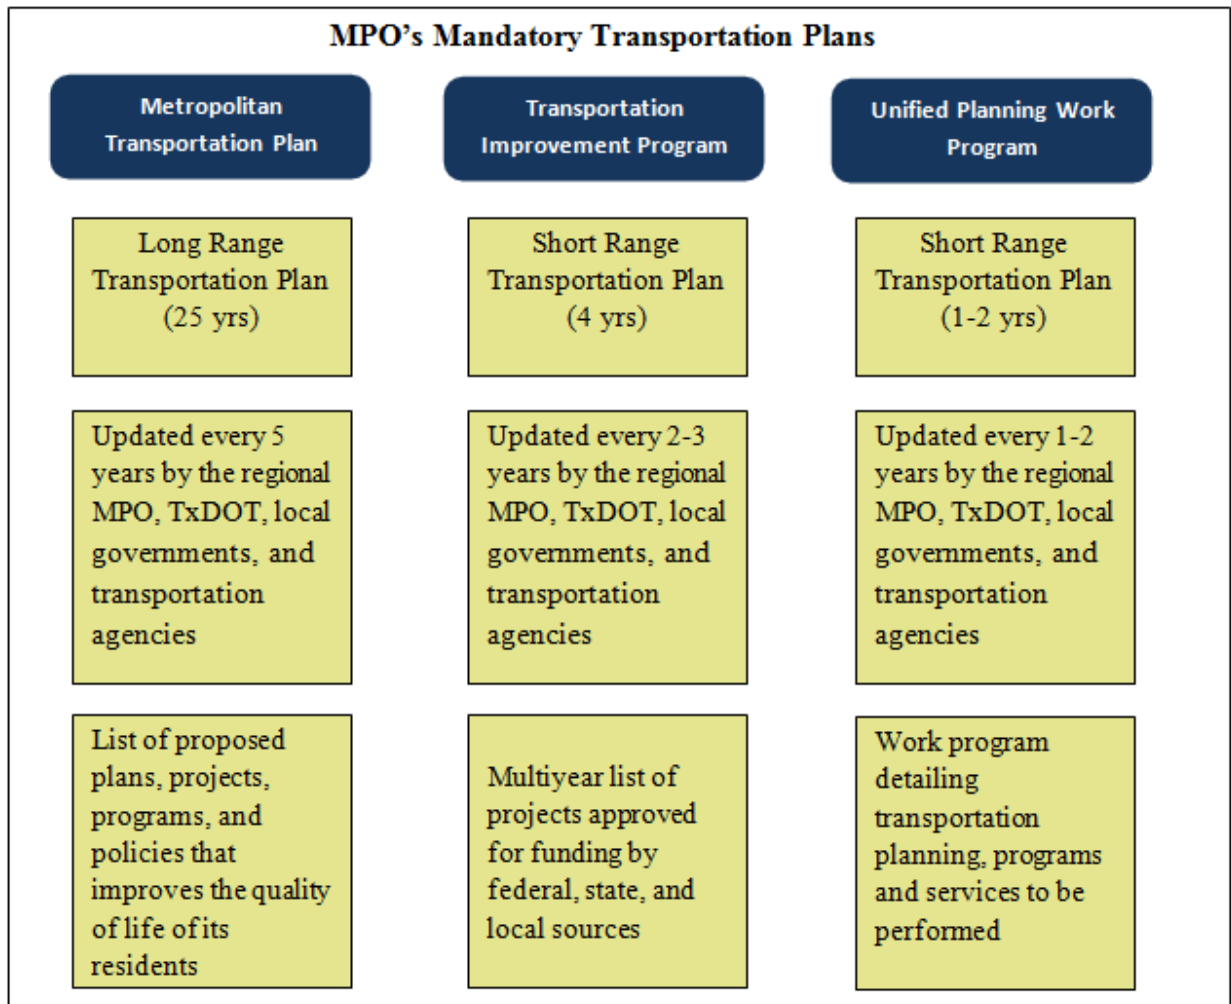 MPO's Mandatory Transportation Plans
Metropolitan
Transportation Plan
Long Range
Transportation Plan
(25 yrs)
Updated every 5
years by the regional
MPO, TxDOT, local
governments, and
transportation
agencies
List of proposed
plans, projects,
programs, and
policies that
improves the quality
of life of its
residents
Transportation
Improvement Program
Short Range
Transportation Plan
(4 yrs)
Updated every 2-3
years by the regional
MPO, TxDOT, local
governments, and
transportation
agencies
Multiyear list of
projects approved
for funding by
federal, state, and
local sources
Unified Planning Work
Program
Short Range
Transportation Plan
(1-2 yrs)
Updated every 1-2
years by the regional
MPO, TxDOT, local
governments, and
transportation
agencies
Work program
detailing
transportation
planning, programs
and services to be
performed